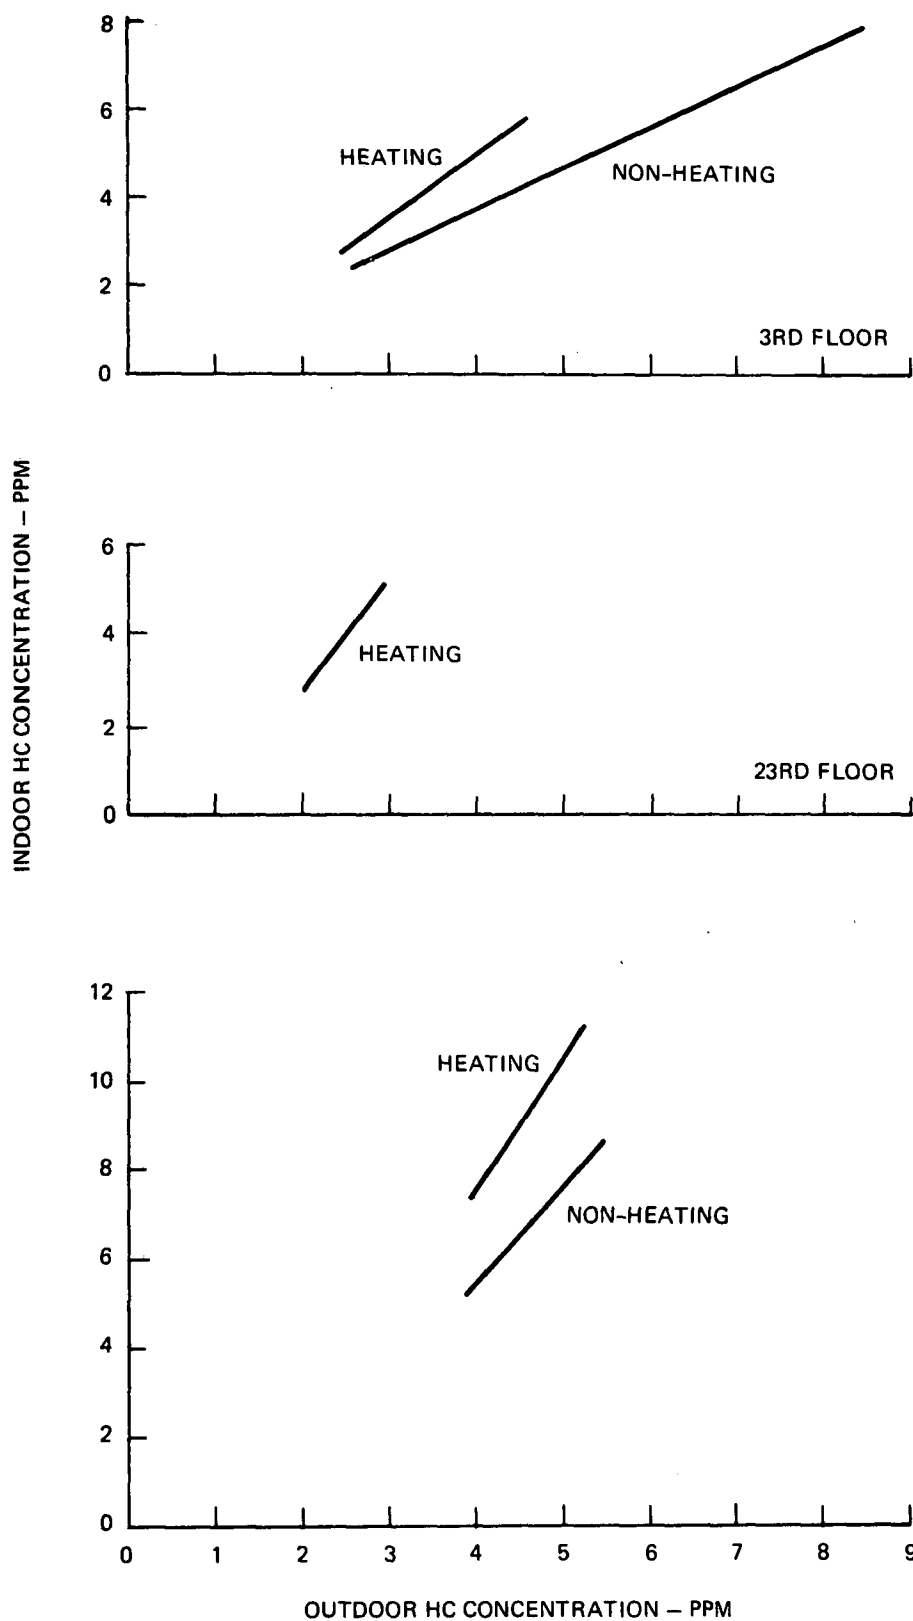 8
6
HEATING
NON-HEATING
4
2
3RD FLOOR
0
INDOOR HC CONCENTRATION – PPM
6
4
HEATING
2
23RD FLOOR
0
12
HEATING
10
8
NON-HEATING
6
4
2
0
0 1 2 3 4 5 6 7 8 9
OUTDOOR HC CONCENTRATION – PPM